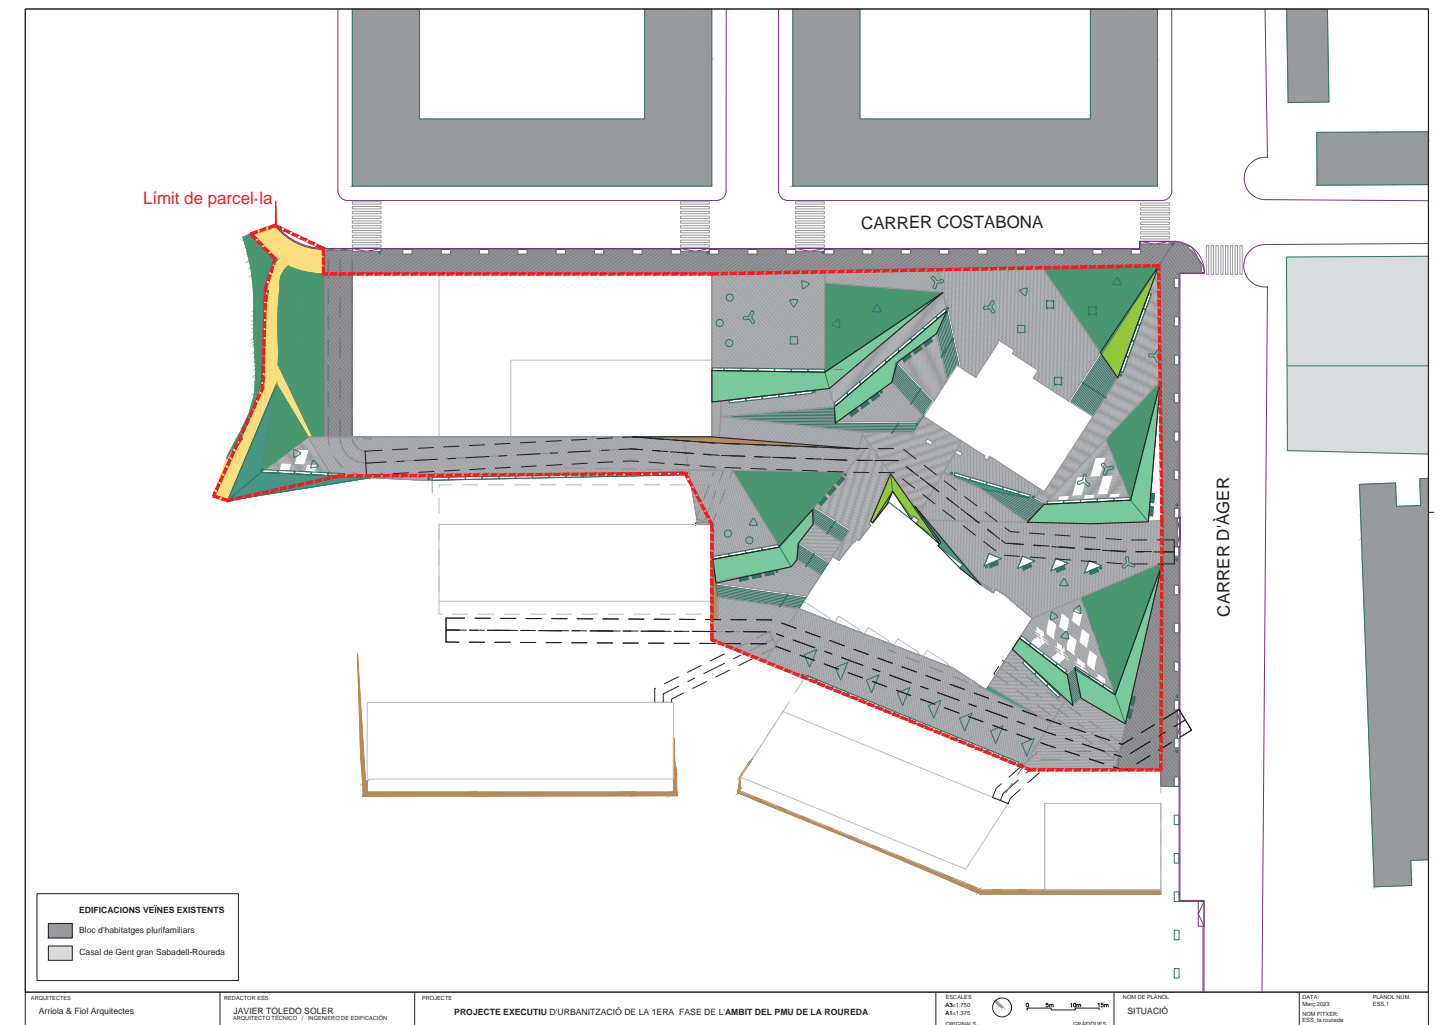 Límit de parcel·la
CARRER COSTABONA
CARRER D'ÀGER
EDIFICACIONS VEÏNES EXISTENTS
Bloc d'habitatges plurifamiliars
Casal de Gent gran Sabadell-Roureda
ARQUITECTES
Arriola & Fiol Arquitectes
REDACTOR ESS
JAVIER TOLEDO SOLER
ARQUITECTO TÉCNICO / INGENIERO DE EDIFICACIÓN
PROJECTE
PROJECTE EXECUTIU D'URBANITZACIÓ DE LA 1ERA FASE DE L'AMBIT DEL PMU DE LA ROUREDA
ESCALES
A3=1:750
A1=1:375
ORIGINALS
0 5m 10m 15m
GRÀFIQUES
NOM DE PLÀNOL
SITUACIÓ
DATA:
Març 2023
NOM FITXER:
ESS_la roureda
PLÀNOL NÚM.
ESS.1